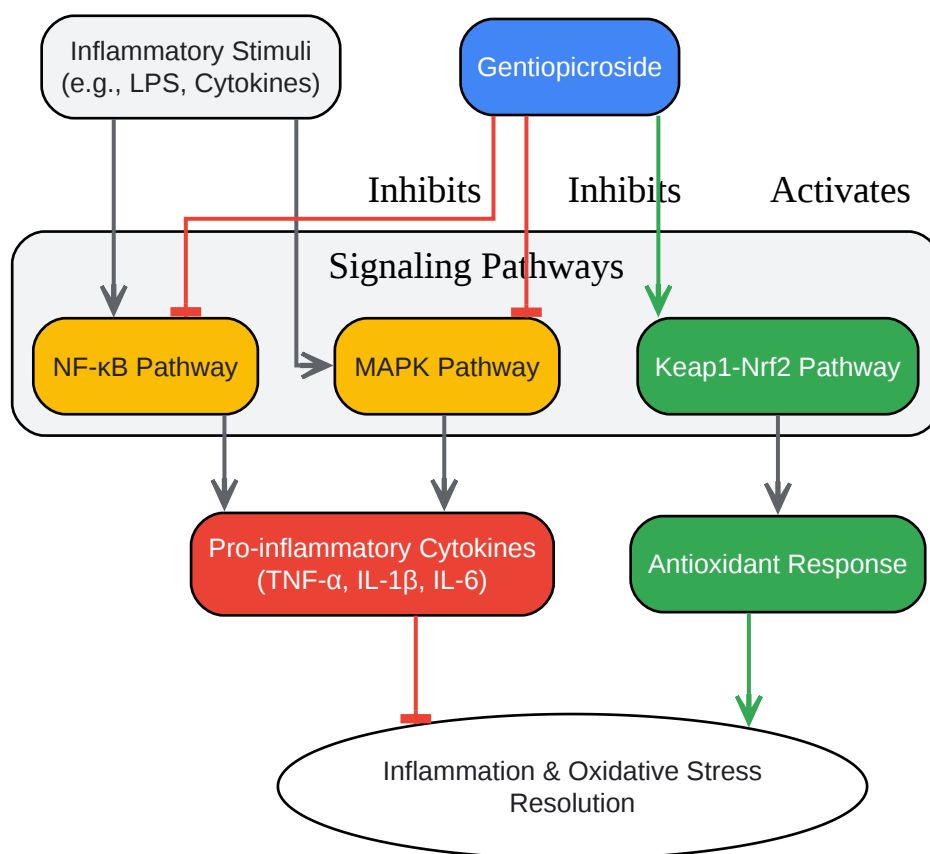 Inflammatory Stimuli
(e.g., LPS, Cytokines)
Gentiopicroside
Inhibits
Inhibits
Activates
Signaling Pathways
NF-κB Pathway
MAPK Pathway
Keap1-Nrf2 Pathway
Pro-inflammatory Cytokines
(TNF-α, IL-1β, IL-6)
Antioxidant Response
Inflammation & Oxidative Stress
Resolution